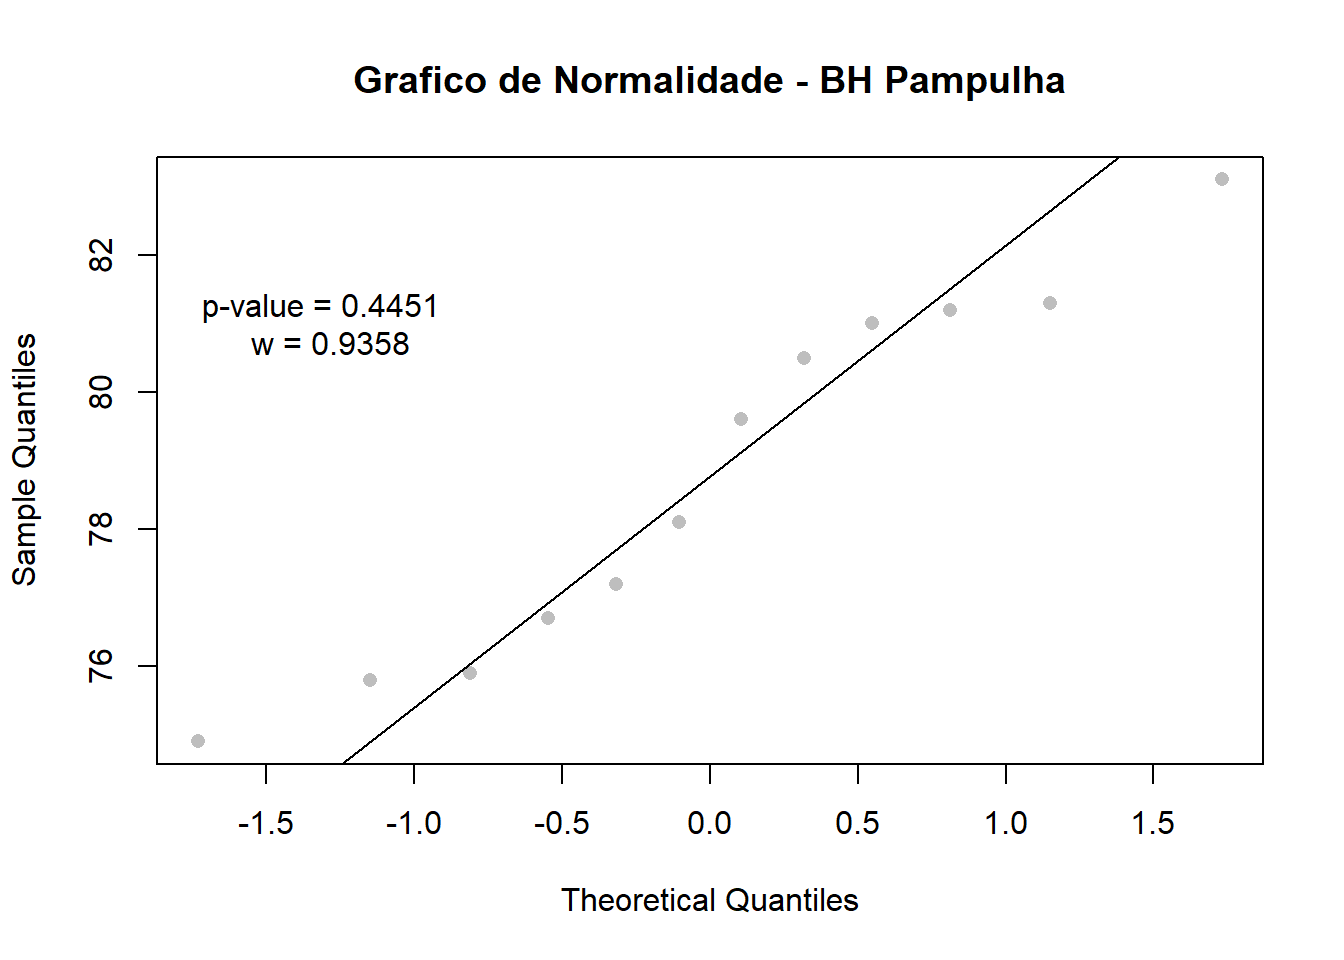 Grafico de Normalidade - BH Pampulha
p-value = 0.4451
w = 0.9358
Sample Quantiles
82
80
78
76
-1.5 -1.0 -0.5 0.0 0.5 1.0 1.5
Theoretical Quantiles